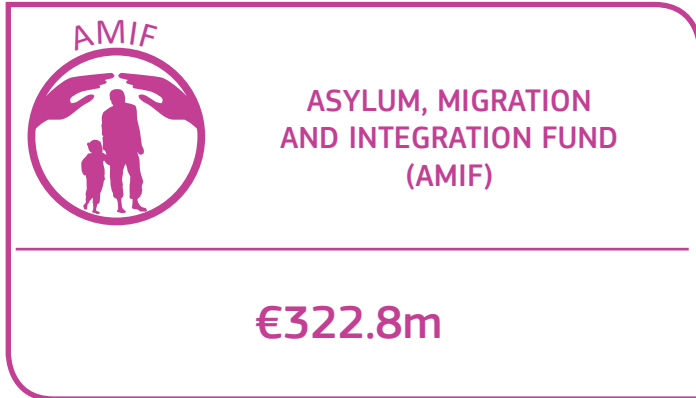 AMIF
ASYLUM, MIGRATION
AND INTEGRATION FUND
(AMIF)
€322.8m